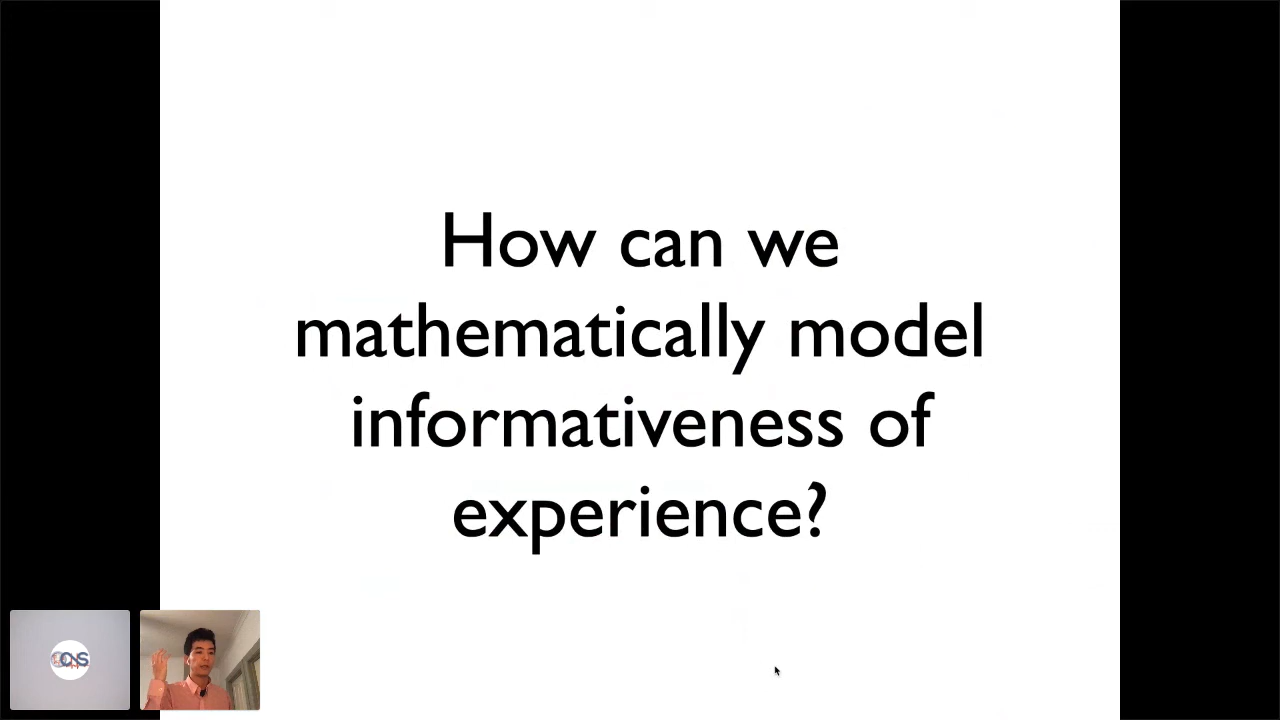 How can we
mathematically model
informativeness of
experience?